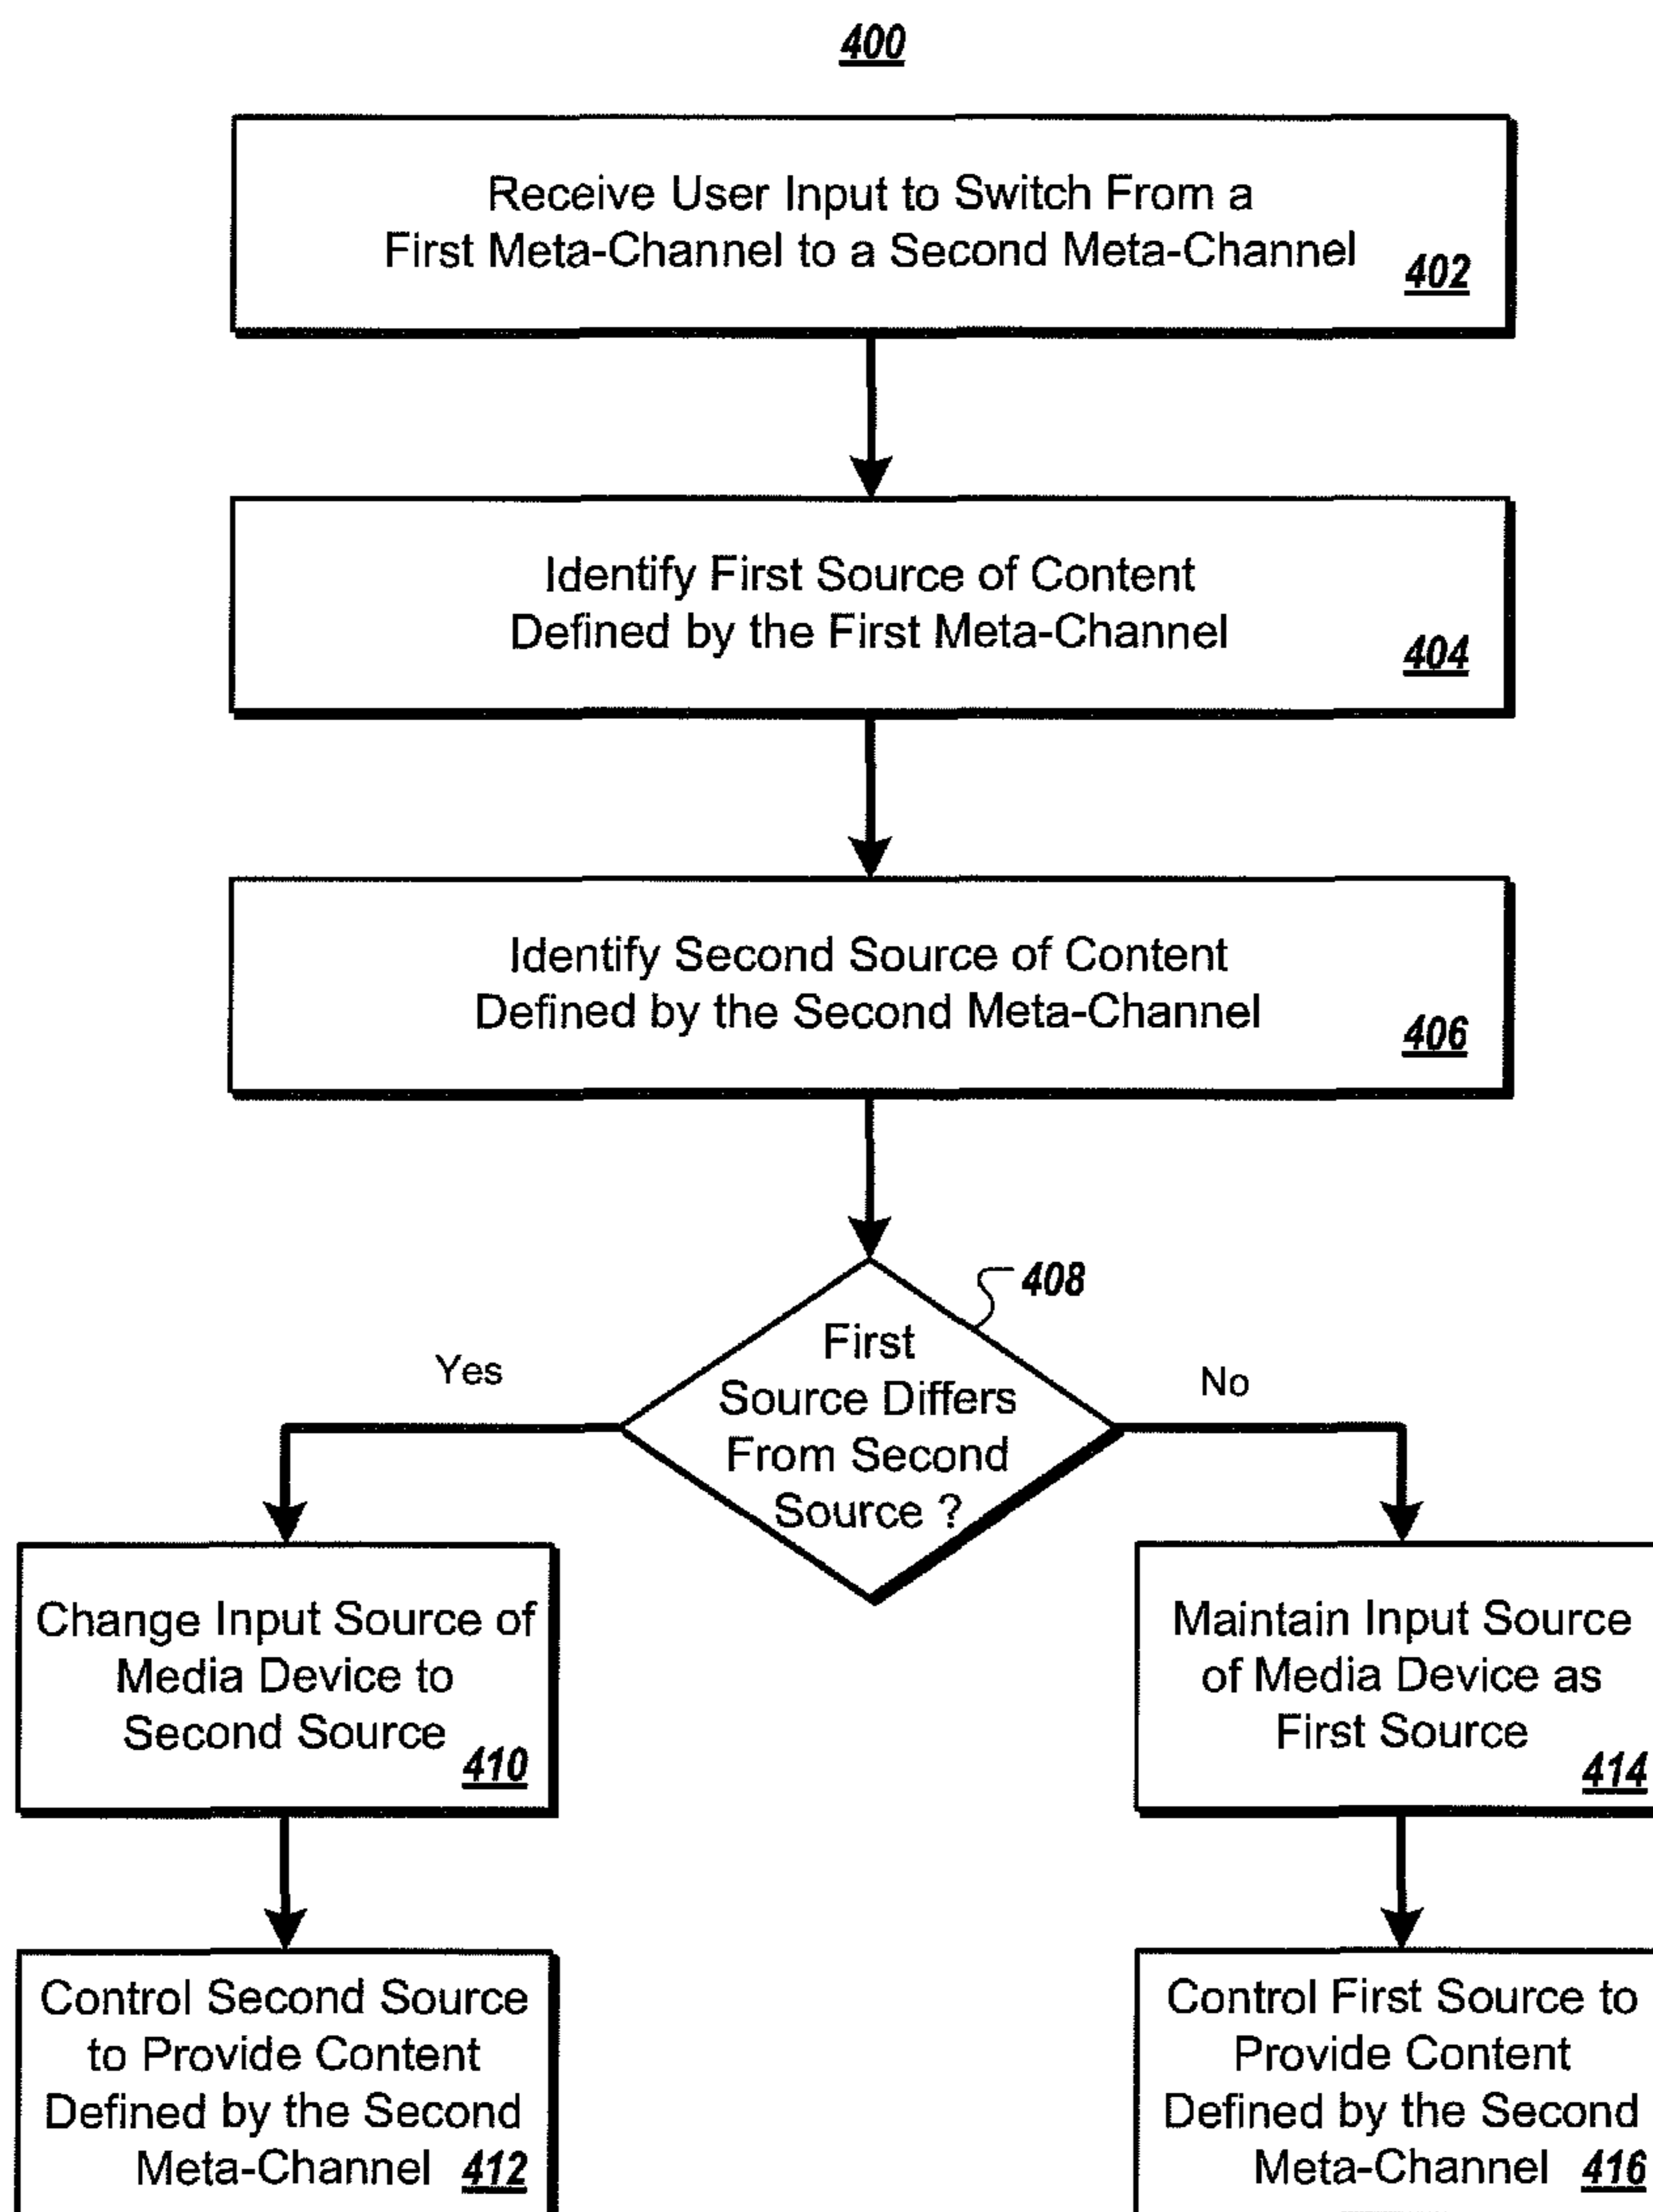 400
Receive User Input to Switch From a
First Meta-Channel to a Second Meta-Channel
402
Identify First Source of Content
Defined by the First Meta-Channel
404
Identify Second Source of Content
Defined by the Second Meta-Channel
406
408
First
Source Differs
From Second
Source ?
Yes
No
Change Input Source of
Media Device to
Second Source
410
Maintain Input Source
of Media Device as
First Source
414
Control Second Source
to Provide Content
Defined by the Second
Meta-Channel 412
Control First Source to
Provide Content
Defined by the Second
Meta-Channel 416